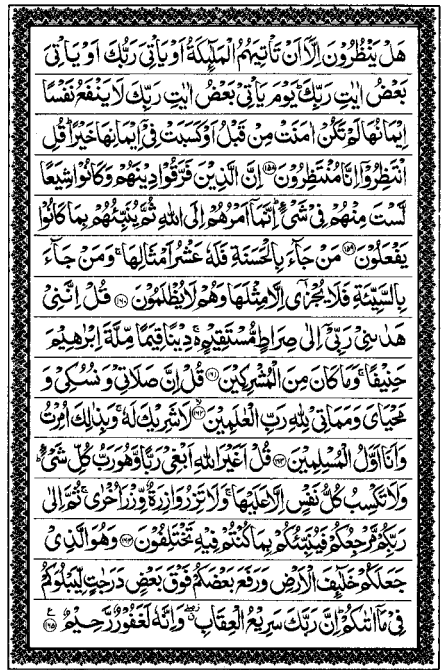 هَلۡ يَنۡظُرُوۡنَ اِلَّاۤ اَنۡ تَاۡتِيَهُمُ الۡمَلٰٓئِكَةُ اَوۡ يَاۡتِيَ رَبُّكَ اَوۡ يَاۡتِيَ
بَعۡضُ اٰيٰتِ رَبِّكَ ؕ يَوۡمَ يَاۡتِيۡ بَعۡضُ اٰيٰتِ رَبِّكَ لَا يَنۡفَعُ نَفۡسًا
اِيۡمَانُهَا لَمۡ تَكُنۡ اٰمَنَتۡ مِنۡ قَبۡلُ اَوۡ كَسَبَتۡ فِيۡۤ اِيۡمَانِهَا خَيۡرًا ؕ قُلِ
انْتَظِرُوۡۤا اِنَّا مُنۡتَظِرُوۡنَ ﴿۱۵۸﴾ اِنَّ الَّذِيۡنَ فَرَّقُوۡا دِيۡنَهُمۡ وَكَانُوۡا شِيَعًا
لَّسۡتَ مِنۡهُمۡ فِيۡ شَيۡءٍ ؕ اِنَّمَاۤ اَمۡرُهُمۡ اِلَى اللّٰهِ ثُمَّ يُنَبِّئُهُمۡ بِمَا كَانُوۡا
يَفۡعَلُوۡنَ ﴿۱۵۹﴾ مَنۡ جَآءَ بِالۡحَسَنَةِ فَلَهٗ عَشۡرُ اَمۡثَالِهَا ۚ وَمَنۡ جَآءَ
بِالسَّيِّئَةِ فَلَا يُجۡزٰٓى اِلَّا مِثۡلَهَا وَهُمۡ لَا يُظۡلَمُوۡنَ ﴿۱۶۰﴾ قُلۡ اِنَّنِيۡ
هَدٰىنِيۡ رَبِّيۡۤ اِلٰى صِرَاطٍ مُّسۡتَقِيۡمٍ ۚ دِيۡنًا قِيَمًا مِّلَّةَ اِبۡرٰهِيۡمَ
حَنِيۡفًا ۚ وَمَا كَانَ مِنَ الۡمُشۡرِكِيۡنَ ﴿۱۶۱﴾ قُلۡ اِنَّ صَلَاتِيۡ وَنُسُكِيۡ وَ
مَحۡيَايَ وَمَمَاتِيۡ لِلّٰهِ رَبِّ الۡعٰلَمِيۡنَ ۙ﴿۱۶۲﴾ لَا شَرِيۡكَ لَهٗ ۚ وَبِذٰلِكَ اُمِرۡتُ
وَاَنَا اَوَّلُ الۡمُسۡلِمِيۡنَ ﴿۱۶۳﴾ قُلۡ اَغَيۡرَ اللّٰهِ اَبۡغِيۡ رَبًّا وَّهُوَ رَبُّ كُلِّ شَيۡءٍ ؕ
وَلَا تَكۡسِبُ كُلُّ نَفۡسٍ اِلَّا عَلَيۡهَا ۚ وَلَا تَزِرُ وَازِرَةٌ وِّزۡرَ اُخۡرٰى ۚ ثُمَّ اِلٰى
رَبِّكُمۡ مَّرۡجِعُكُمۡ فَيُنَبِّئُكُمۡ بِمَا كُنۡتُمۡ فِيۡهِ تَخۡتَلِفُوۡنَ ﴿۱۶۴﴾ وَهُوَ الَّذِيۡ
جَعَلَكُمۡ خَلٰٓئِفَ الۡاَرۡضِ وَرَفَعَ بَعۡضَكُمۡ فَوۡقَ بَعۡضٍ دَرَجٰتٍ لِّيَبۡلُوَكُمۡ
فِيۡ مَاۤ اٰتٰىكُمۡ ؕ اِنَّ رَبَّكَ سَرِيۡعُ الۡعِقَابِ ۖ وَاِنَّهٗ لَغَفُوۡرٌ رَّحِيۡمٌ ﴿۱۶۵﴾